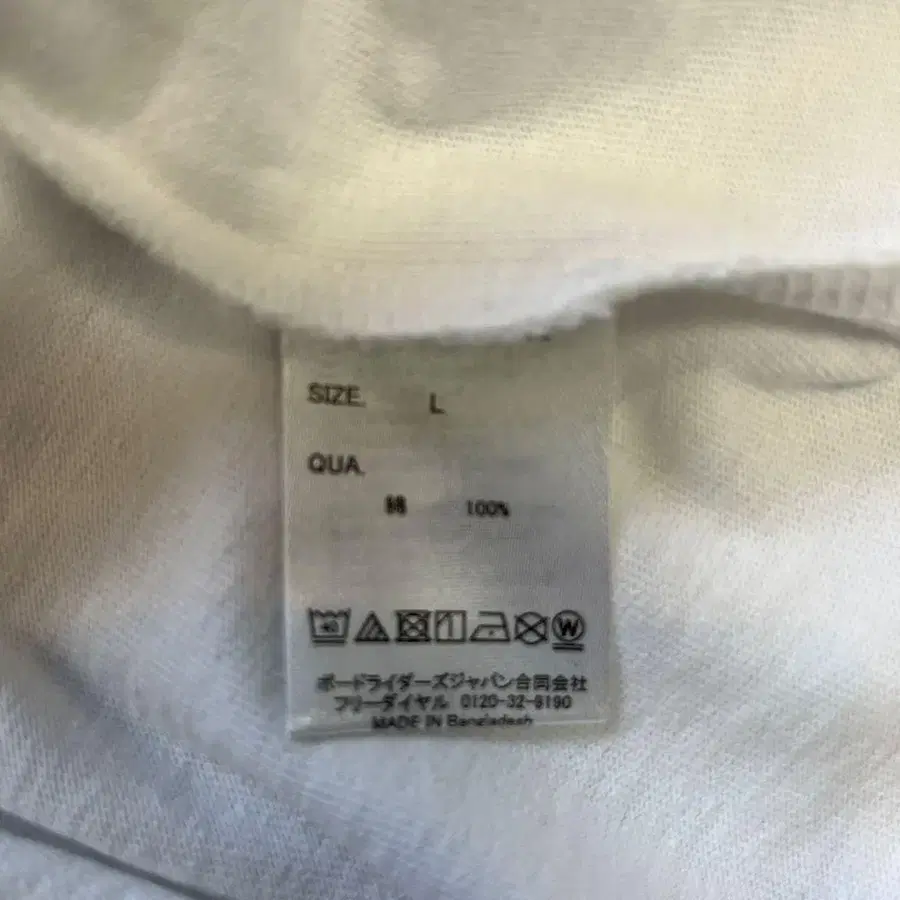 SIZE. L
QUA.
綿 100%
40 W
ボードライダーズジャパン合同会社
フリーダイヤル 0120-32-9190
MADE IN Bangladesh